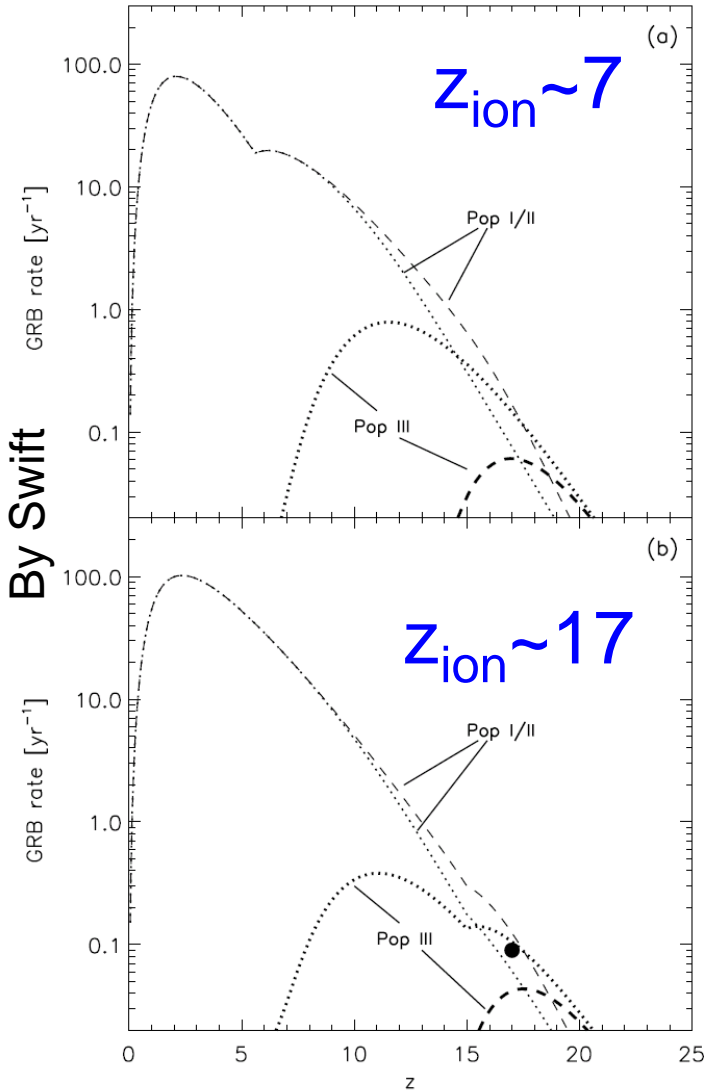 (a)
z_ion~7
100.0
10.0
1.0
0.1
GRB rate [yr⁻¹]
Pop I/II
Pop III
By Swift
(b)
z_ion~17
100.0
10.0
1.0
0.1
GRB rate [yr⁻¹]
Pop I/II
Pop III
0 5 10 15 20 25
z